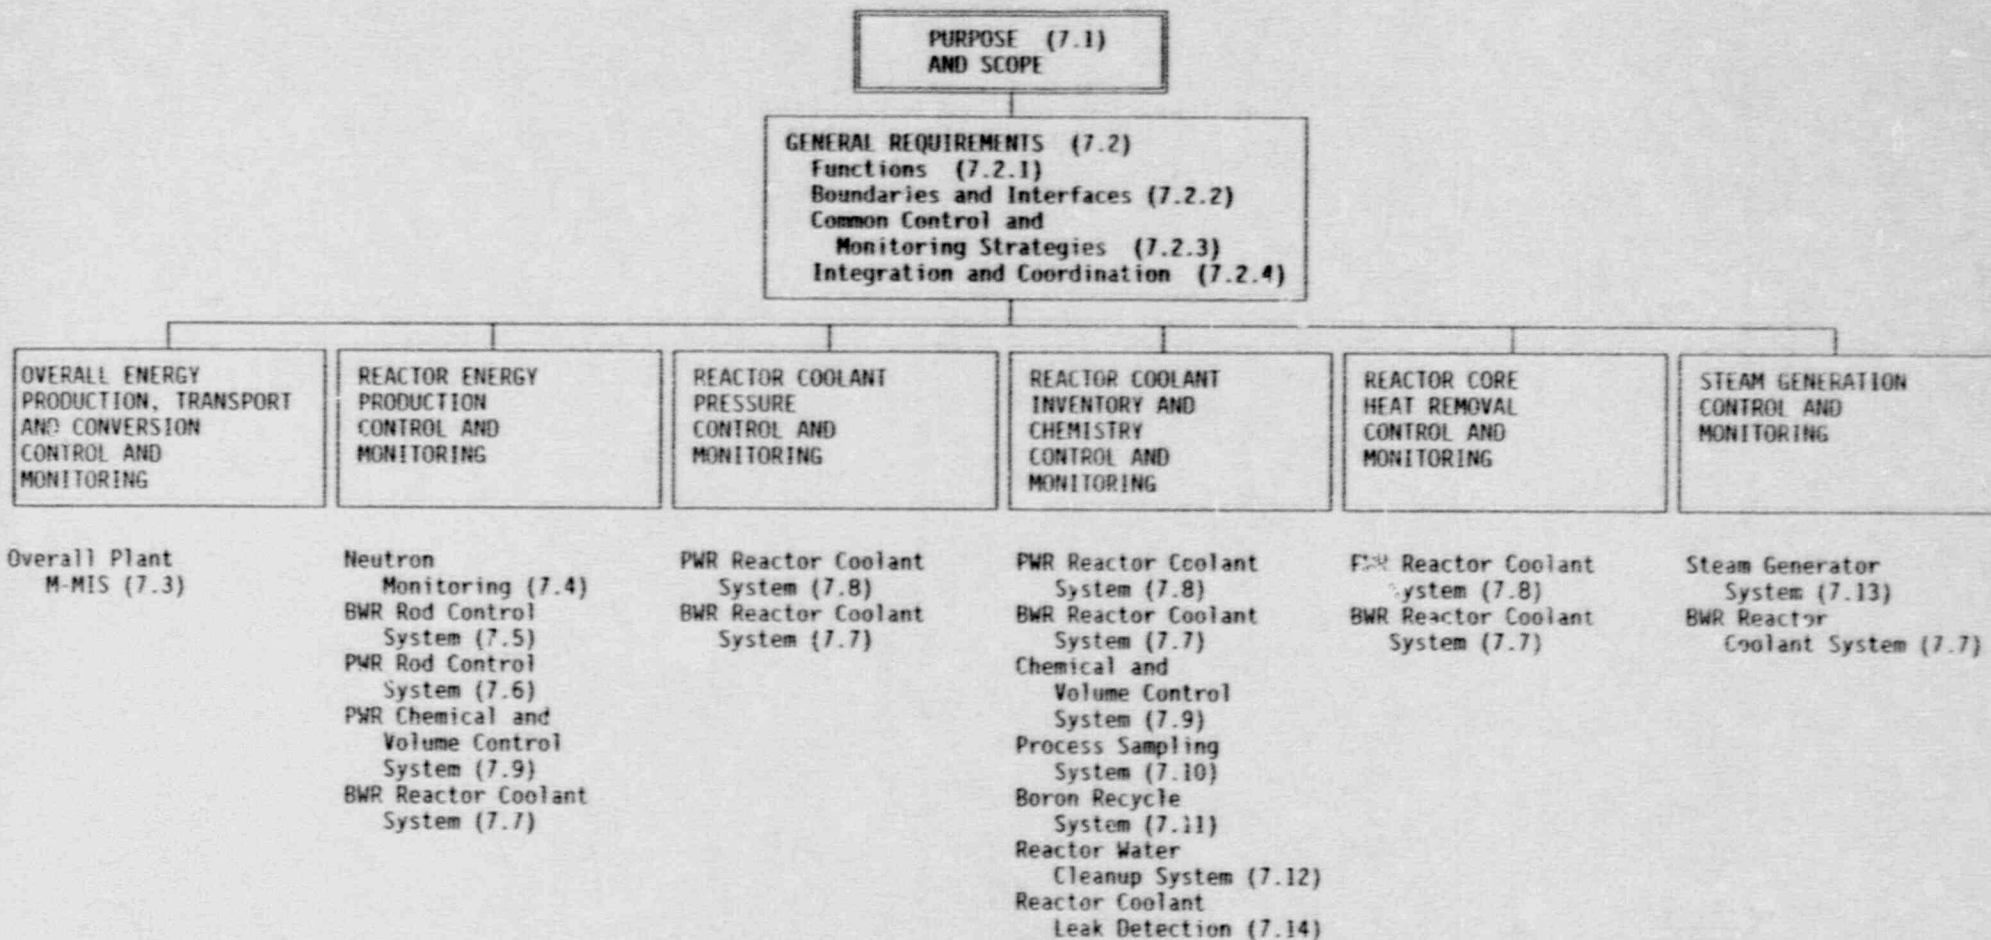 PURPOSE (7.1)
AND SCOPE
GENERAL REQUIREMENTS (7.2)
Functions (7.2.1)
Boundaries and Interfaces (7.2.2)
Common Control and
Monitoring Strategies (7.2.3)
Integration and Coordination (7.2.4)
OVERALL ENERGY
PRODUCTION, TRANSPORT
AND CONVERSION
CONTROL AND
MONITORING
REACTOR ENERGY
PRODUCTION
CONTROL AND
MONITORING
REACTOR COOLANT
PRESSURE
CONTROL AND
MONITORING
REACTOR COOLANT
INVENTORY AND
CHEMISTRY
CONTROL AND
MONITORING
REACTOR CORE
HEAT REMOVAL
CONTROL AND
MONITORING
STEAM GENERATION
CONTROL AND
MONITORING
Overall Plant
M-MIS (7.3)
Neutron
Monitoring (7.4)
BWR Rod Control
System (7.5)
PWR Rod Control
System (7.6)
PWR Chemical and
Volume Control
System (7.9)
BWR Reactor Coolant
System (7.7)
PWR Reactor Coolant
System (7.8)
BWR Reactor Coolant
System (7.7)
PWR Reactor Coolant
System (7.8)
BWR Reactor Coolant
System (7.7)
Chemical and
Volume Control
System (7.9)
Process Sampling
System (7.10)
Boron Recycle
System (7.11)
Reactor Water
Cleanup System (7.12)
Reactor Coolant
Leak Detection (7.14)
Reactor Coolant
System (7.8)
BWR Reactor Coolant
System (7.7)
Steam Generator
System (7.13)
BWR Reactor
Coolant System (7.7)